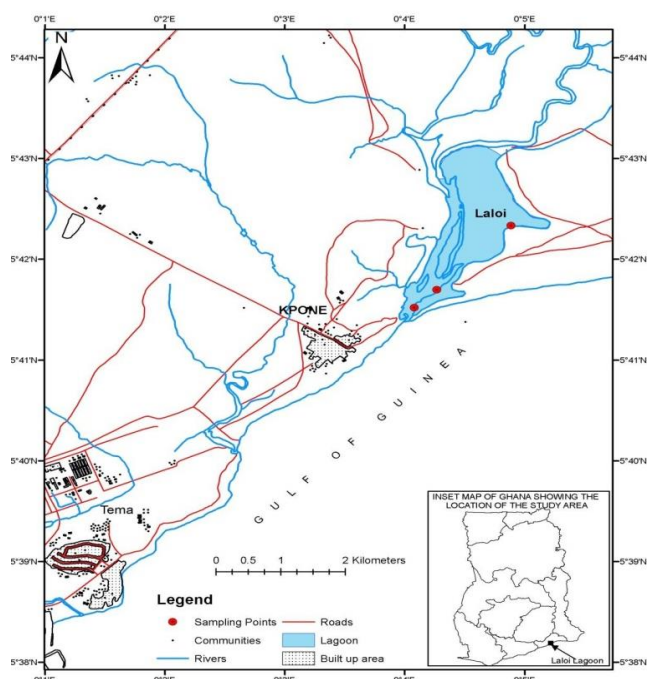 0°1'E 0°2'E 0°3'E 0°4'E 0°5'E
N
5°44'N 5°44'N
5°43'N 5°43'N
Laloi
5°42'N 5°42'N
KPONE
5°41'N 5°41'N
GULF OF GUINEA
5°40'N 5°40'N
Tema
INSET MAP OF GHANA SHOWING THE
LOCATION OF THE STUDY AREA
5°39'N 5°39'N
0 0.5 1 2 Kilometers
Legend
Sampling Points Roads
Communities Lagoon
Rivers Built up area
Laloi Lagoon
5°38'N 5°38'N